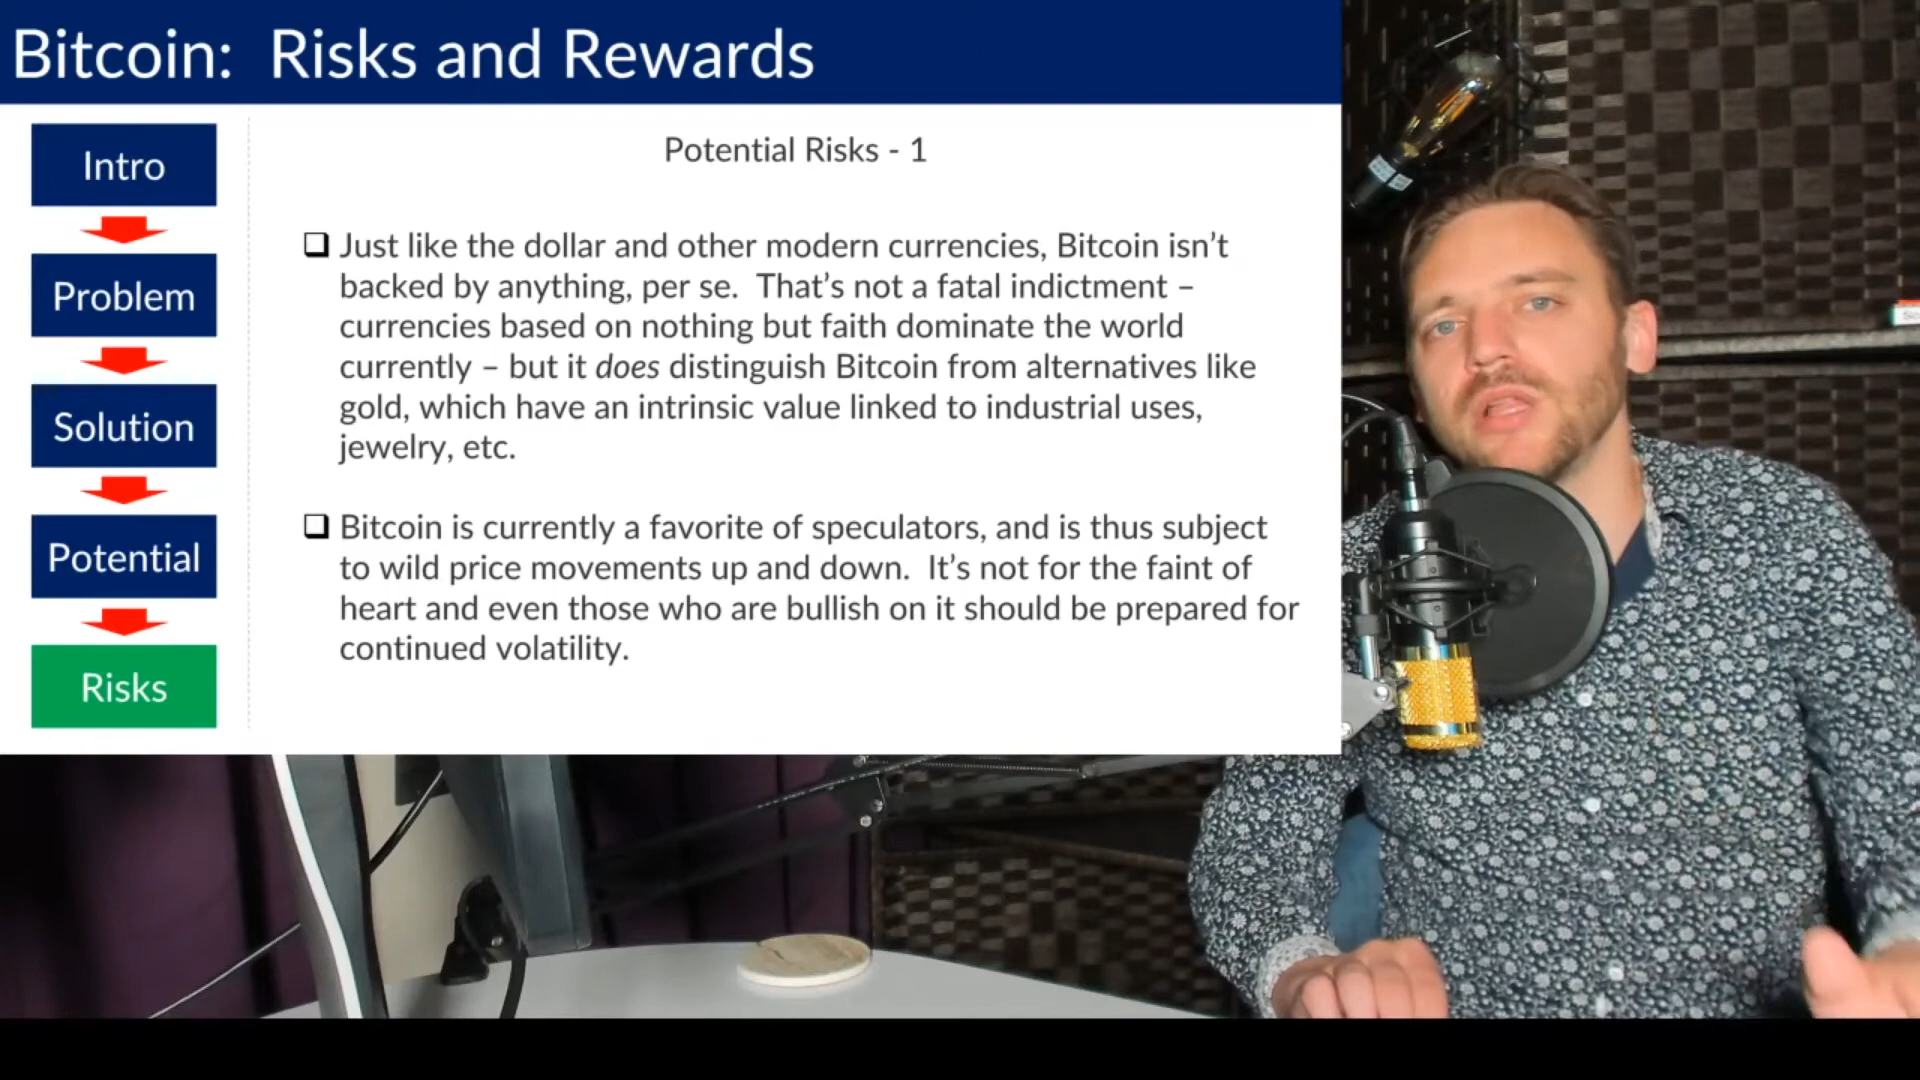 Bitcoin:  Risks and Rewards
Intro
Problem
Solution
Potential
Risks
Potential Risks - 1
Just like the dollar and other modern currencies, Bitcoin isn’t
backed by anything, per se.  That’s not a fatal indictment –
currencies based on nothing but faith dominate the world
currently – but it does distinguish Bitcoin from alternatives like
gold, which have an intrinsic value linked to industrial uses,
jewelry, etc.
Bitcoin is currently a favorite of speculators, and is thus subject
to wild price movements up and down.  It’s not for the faint of
heart and even those who are bullish on it should be prepared for
continued volatility.